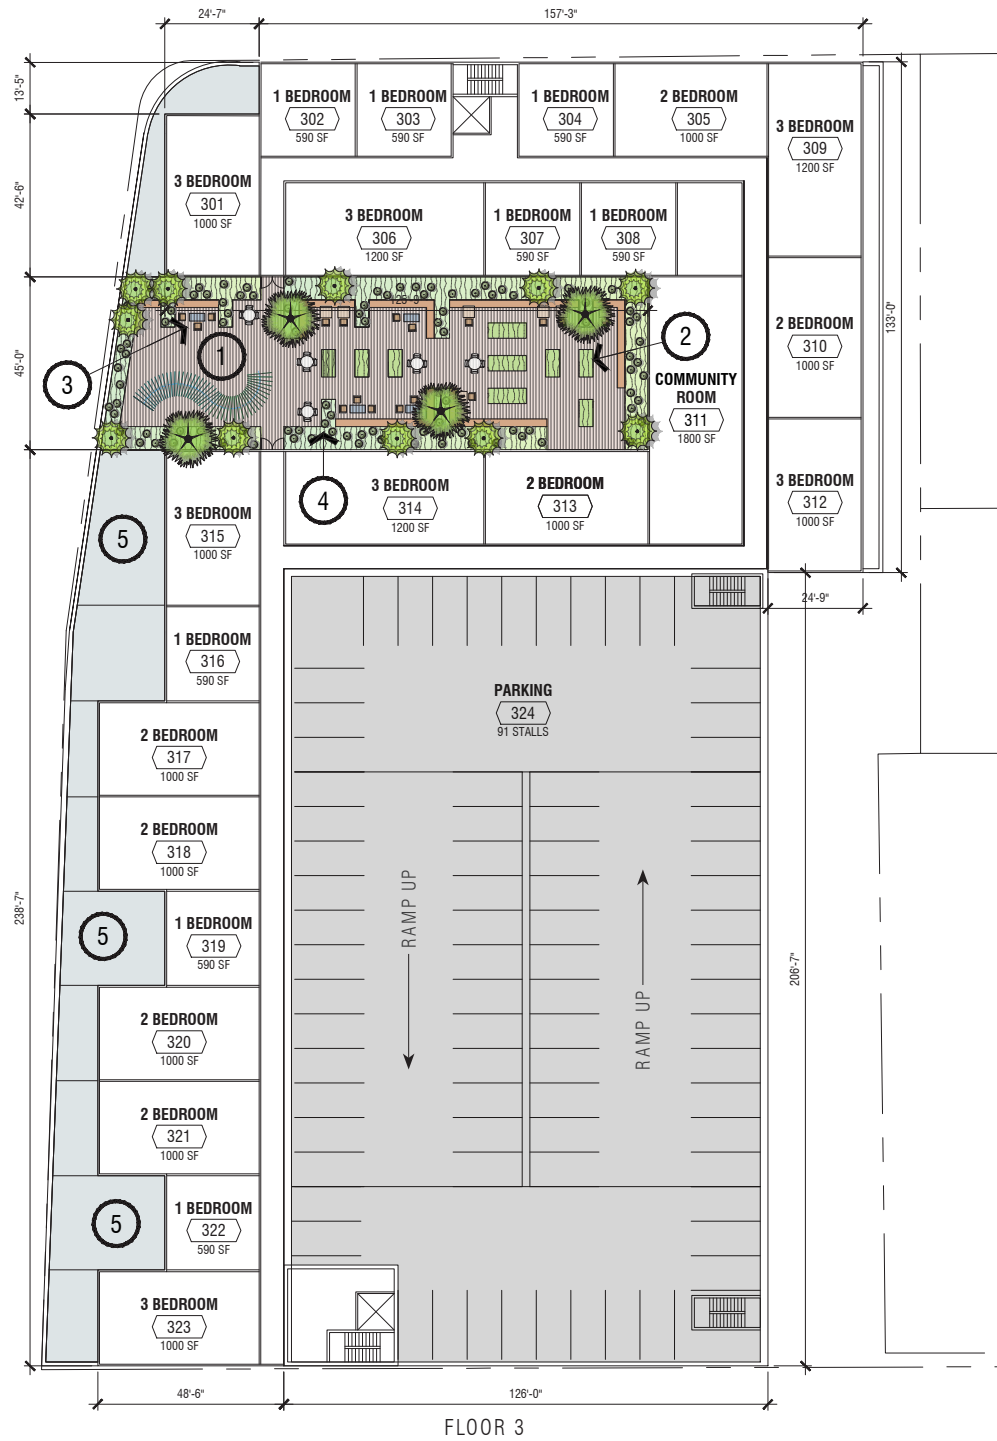 24'-7"
157'-3"
13'-5"
42'-6"
45'-0"
238'-7"
133'-0"
24'-9"
206'-7"
48'-6"
126'-0"
1 BEDROOM
302
590 SF
1 BEDROOM
303
590 SF
1 BEDROOM
304
590 SF
2 BEDROOM
305
1000 SF
3 BEDROOM
309
1200 SF
3 BEDROOM
301
1000 SF
3 BEDROOM
306
1200 SF
1 BEDROOM
307
590 SF
1 BEDROOM
308
590 SF
1
2
3
4
COMMUNITY
ROOM
311
1800 SF
2 BEDROOM
310
1000 SF
3 BEDROOM
312
1000 SF
3 BEDROOM
314
1200 SF
2 BEDROOM
313
1000 SF
5
3 BEDROOM
315
1000 SF
1 BEDROOM
316
590 SF
2 BEDROOM
317
1000 SF
2 BEDROOM
318
1000 SF
5
1 BEDROOM
319
590 SF
2 BEDROOM
320
1000 SF
2 BEDROOM
321
1000 SF
5
1 BEDROOM
322
590 SF
3 BEDROOM
323
1000 SF
PARKING
324
91 STALLS
RAMP UP
RAMP UP
FLOOR 3